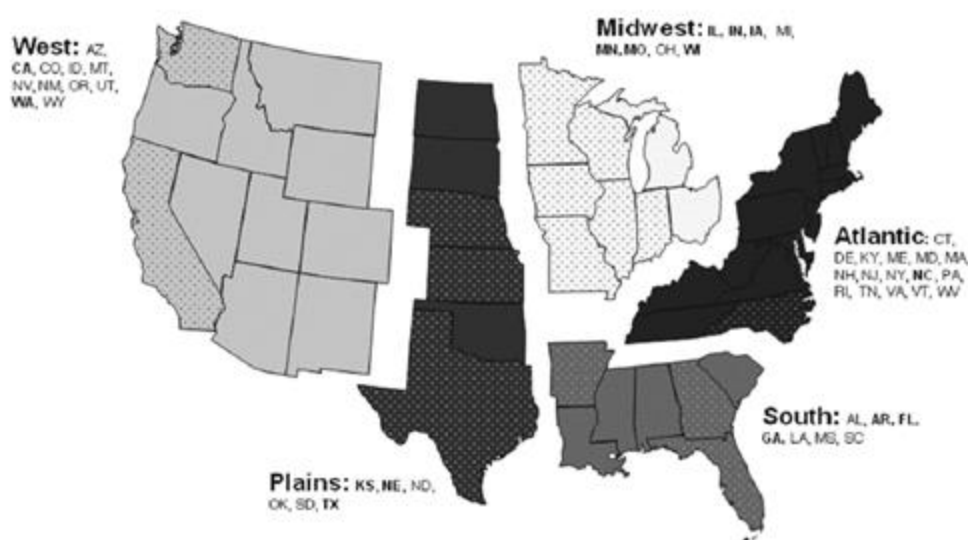 West: AZ,
CA, CO, ID, MT,
NV, NM, OR, UT,
WA, WY
Midwest: IL, IN, IA, MI,
MN, MO, OH, WI
Atlantic: CT,
DE, KY, ME, MD, MA,
NH, NJ, NY, NC, PA,
RI, TN, VA, VT, WV
South: AL, AR, FL,
GA, LA, MS, SC
Plains: KS, NE, ND,
OK, SD, TX